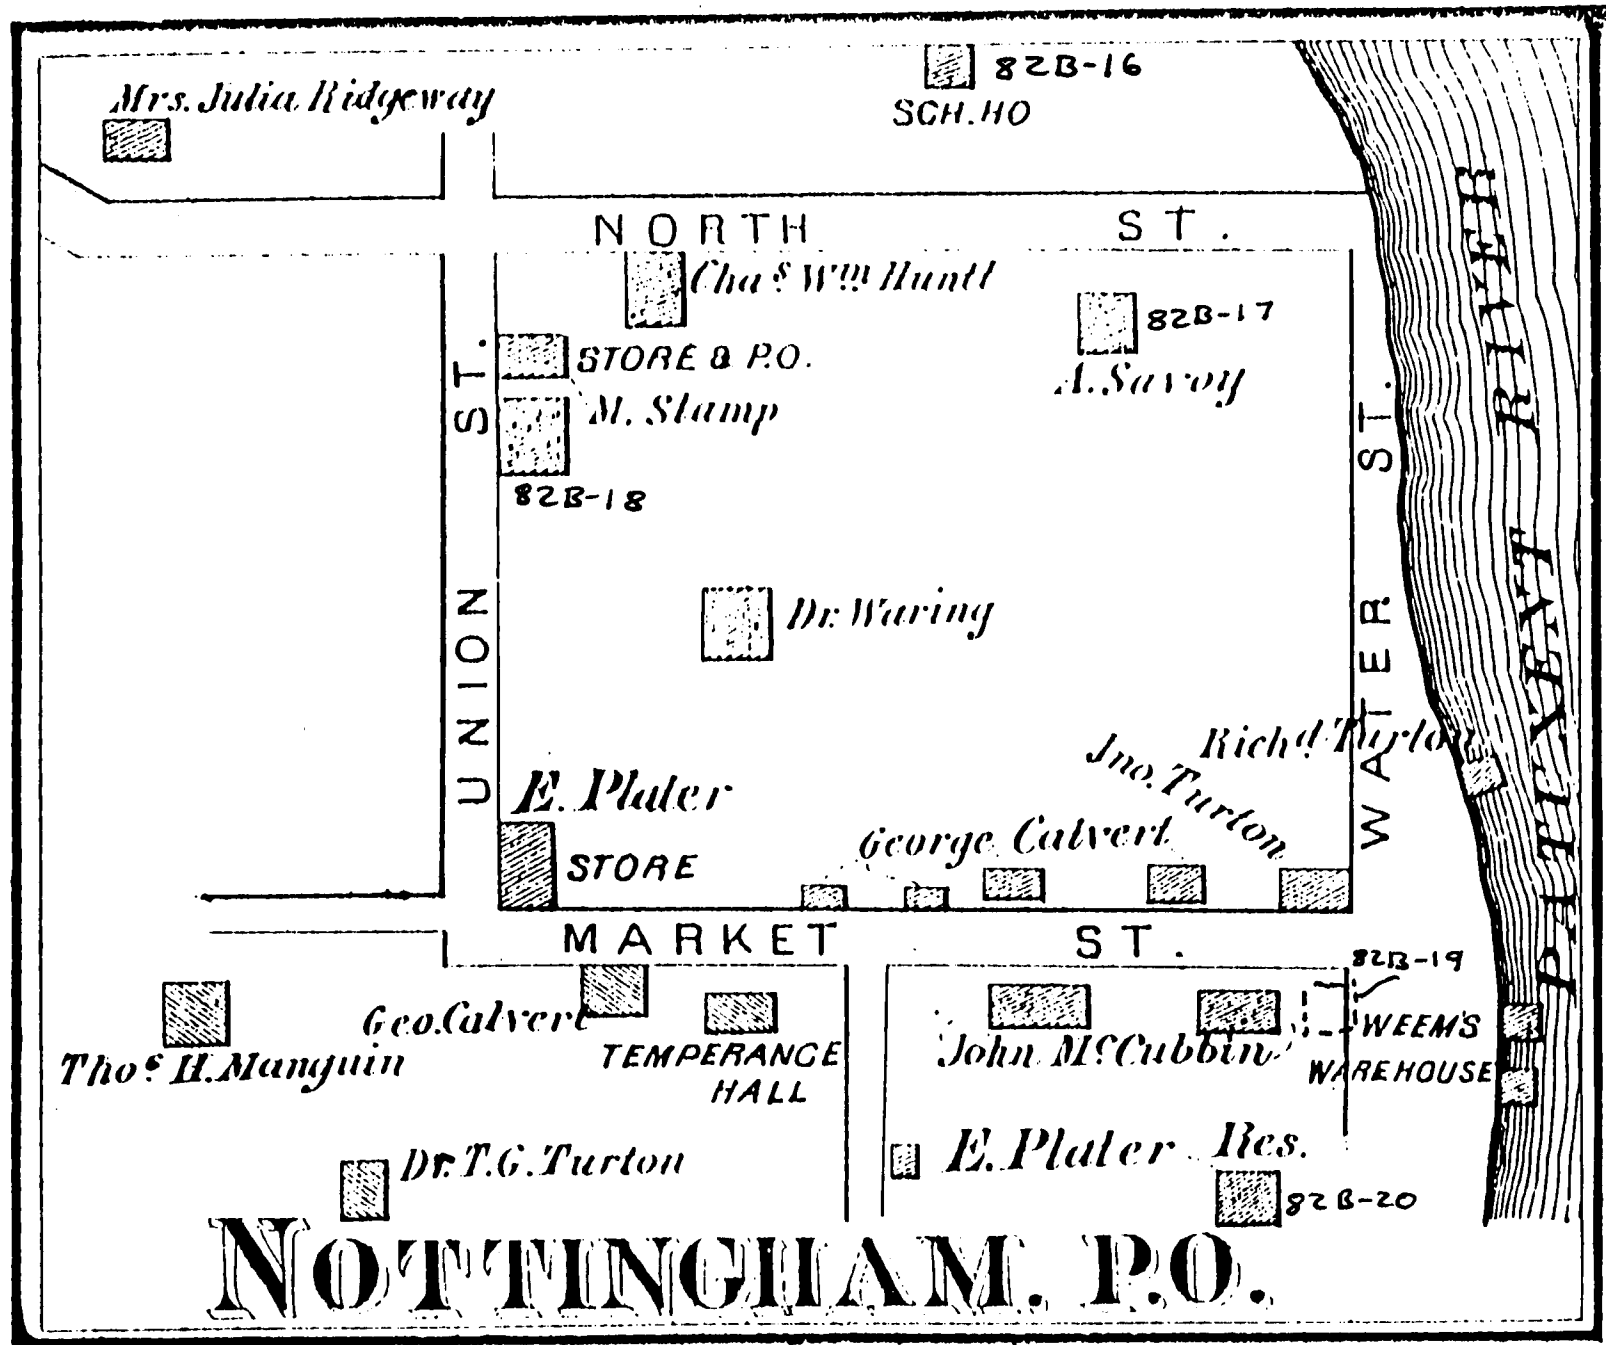 Mrs. Julia Ridgeway
82B-16
SCH. HO
NORTH ST.
Chas. Wm Huntt
82B-17
STORE & P.O.
A. Savoy
M. Stamp
82B-18
UNION ST.
WATER ST.
PATUXENT RIVER
Dr. Waring
Richd. Turton
Jno. Turton
E. Plater
George Calvert
STORE
MARKET ST.
82B-19
Geo. Calvert
WEEMS
WAREHOUSE
Thos. H. Manguin
TEMPERANCE
HALL
John McCubbin
Dr. T. G. Turton
E. Plater Res.
82B-20
NOTTINGHAM. P.O.